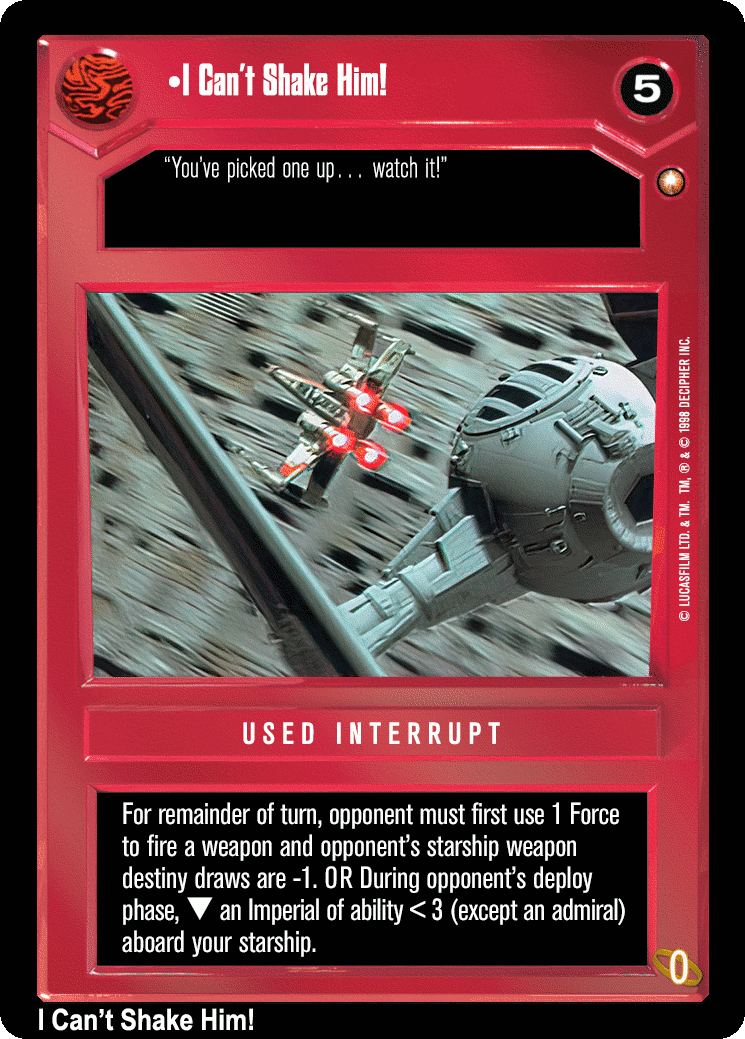 •I Can't Shake Him!
5
"You've picked one up... watch it!"
© LUCASFILM LTD. & TM. TM, ® & © 1998 DECIPHER INC.
USED INTERRUPT
For remainder of turn, opponent must first use 1 Force
to fire a weapon and opponent's starship weapon
destiny draws are -1. OR During opponent's deploy
phase, ▼ an Imperial of ability < 3 (except an admiral)
aboard your starship.
0
I Can't Shake Him!